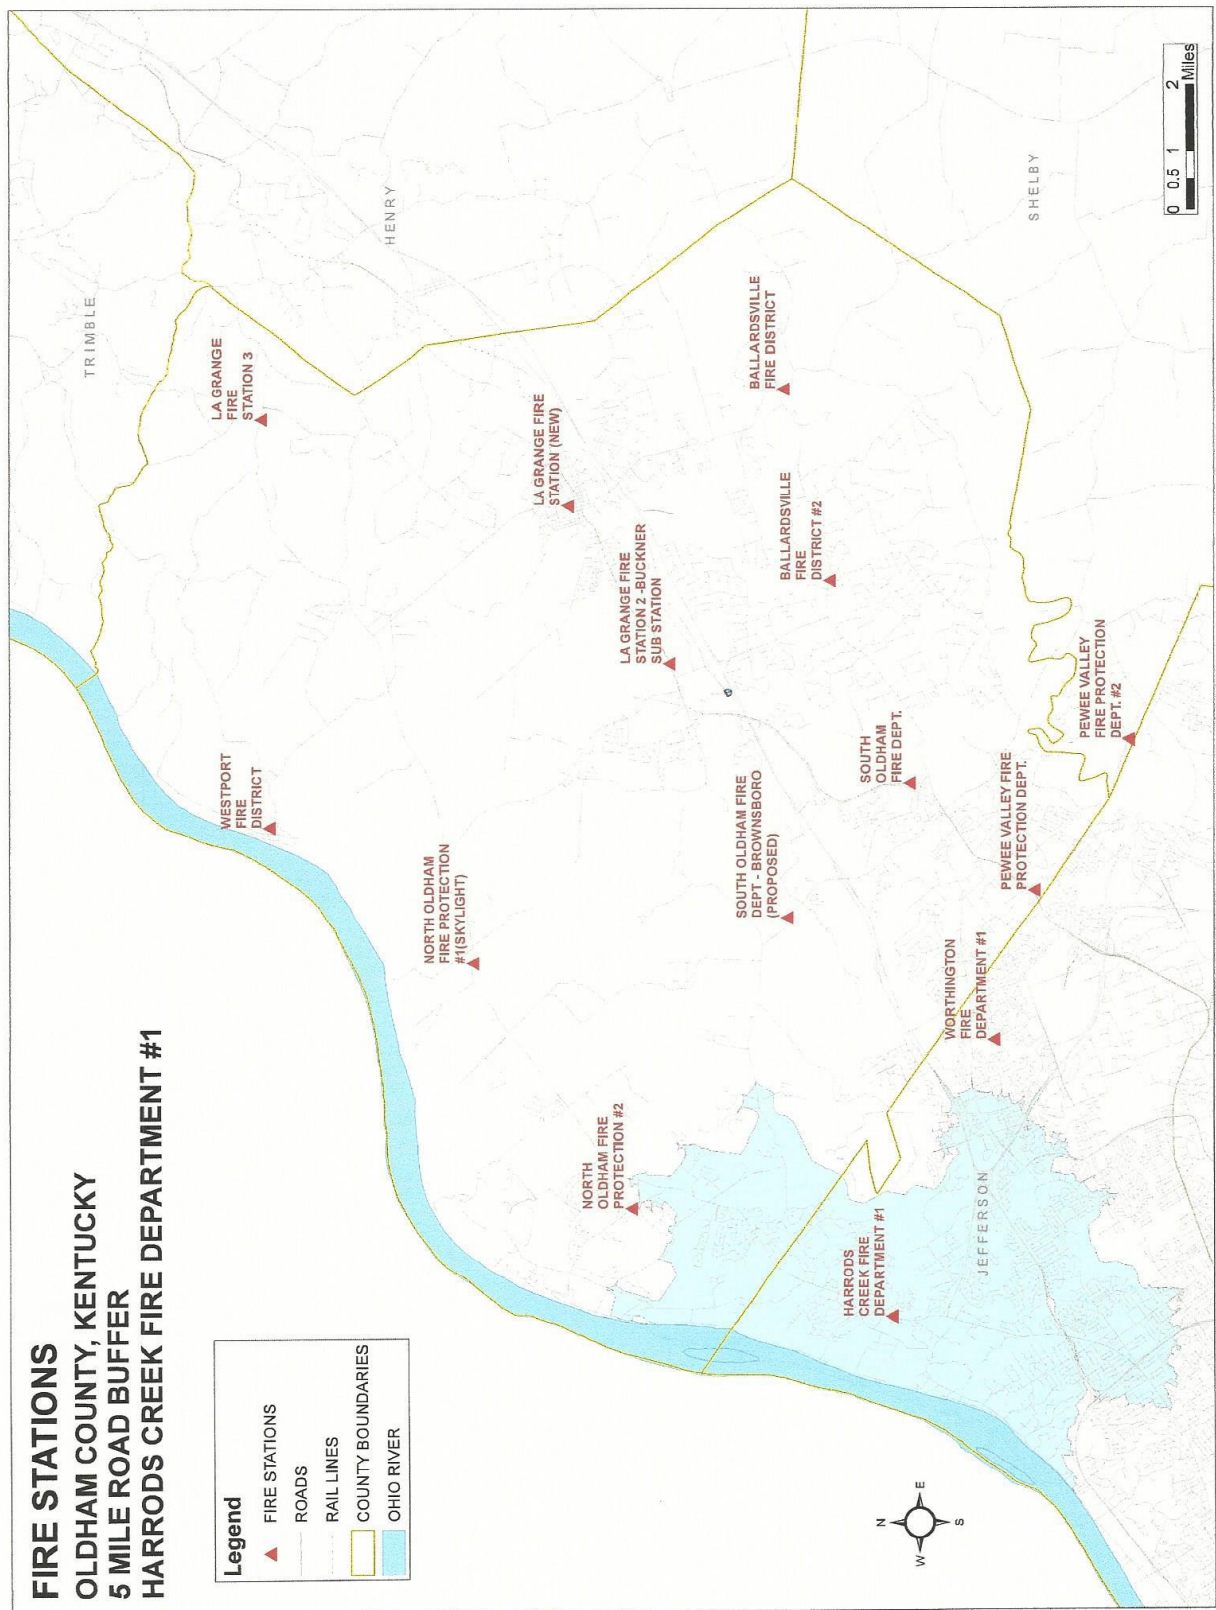 FIRE STATIONS
OLDHAM COUNTY, KENTUCKY
5 MILE ROAD BUFFER
HARRODS CREEK FIRE DEPARTMENT #1
Legend
FIRE STATIONS
ROADS
RAIL LINES
COUNTY BOUNDARIES
OHIO RIVER
TRIMBLE
LA GRANGE
FIRE
STATION 3
HENRY
WESTPORT
FIRE
DISTRICT
NORTH OLDHAM
FIRE PROTECTION
#1(SKYLIGHT)
LA GRANGE FIRE
STATION (NEW)
LA GRANGE FIRE
STATION 2 -BUCKNER
SUB STATION
NORTH
OLDHAM FIRE
PROTECTION #2
BALLARDSVILLE
FIRE DISTRICT
BALLARDSVILLE
FIRE
DISTRICT #2
SOUTH OLDHAM FIRE
DEPT - BROWNSBORO
(PROPOSED)
SOUTH
OLDHAM
FIRE DEPT.
HARRODS
CREEK FIRE
DEPARTMENT #1
WORTHINGTON
FIRE
DEPARTMENT #1
JEFFERSON
PEWEE VALLEY FIRE
PROTECTION DEPT.
PEWEE VALLEY
FIRE PROTECTION
DEPT. #2
SHELBY
N
W E
S
0 0.5 1 2
Miles